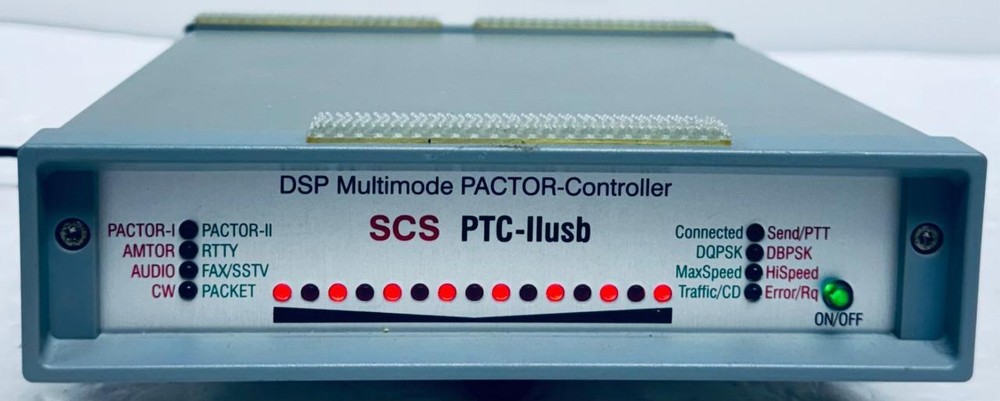 DSP Multimode PACTOR-Controller
SCS PTC-IIusb
PACTOR-I PACTOR-II
AMTOR RTTY
AUDIO FAX/SSTV
CW PACKET
Connected Send/PTT
DQPSK DBPSK
MaxSpeed HiSpeed
Traffic/CD Error/Rq
ON/OFF